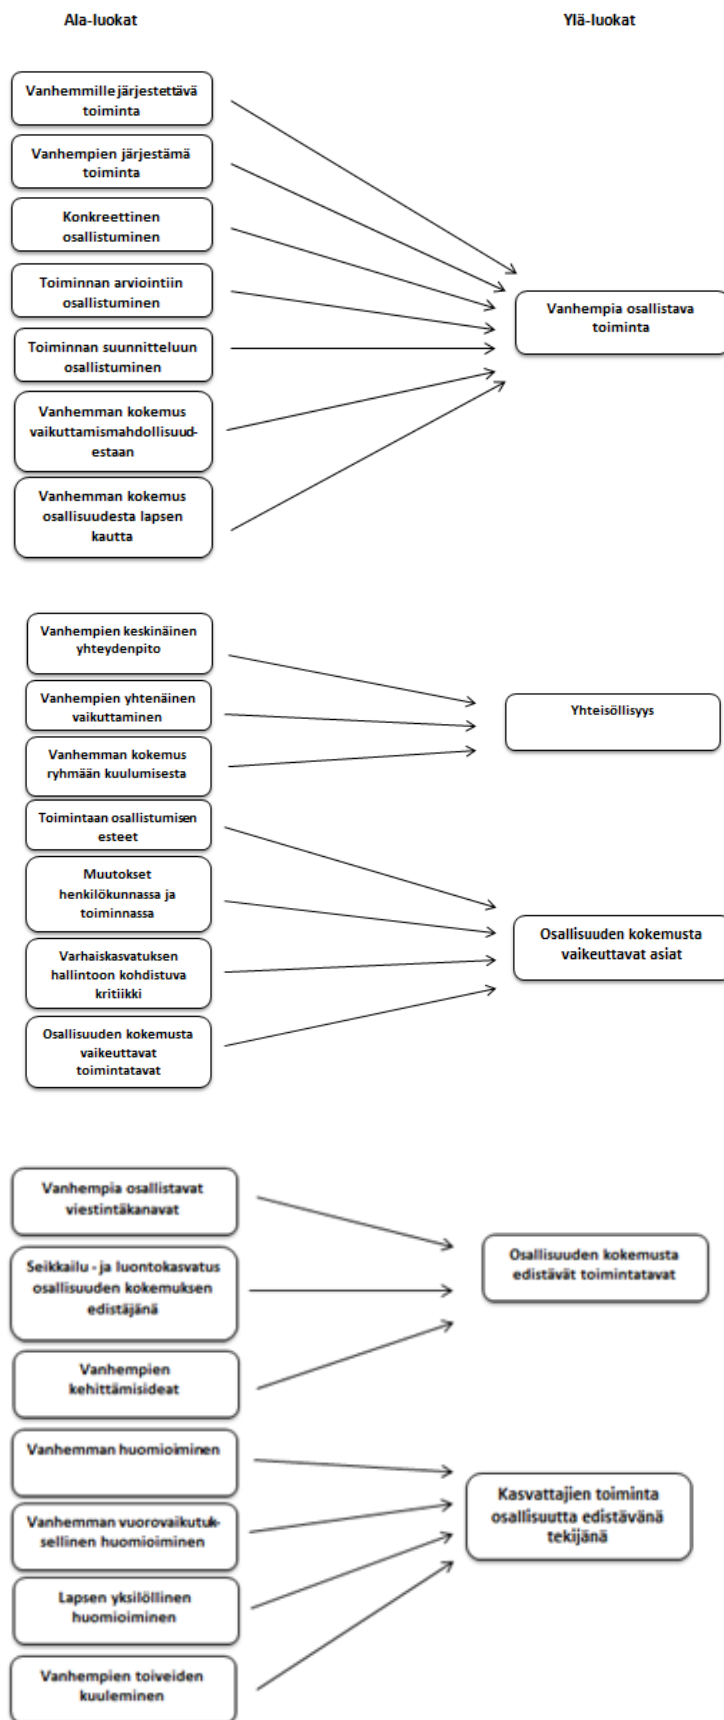 Ala-luokat
Ylä-luokat
Vanhemmille järjestettävä
toiminta
Vanhempien järjestämä
toiminta
Konkreettinen
osallistuminen
Toiminnan arviointiin
osallistuminen
Toiminnan suunnitteluun
osallistuminen
Vanhemman kokemus
vaikuttamismahdollisuud-
estaan
Vanhemman kokemus
osallisuudesta lapsen
kautta
Vanhempia osallistava
toiminta
Vanhempien keskinäinen
yhteydenpito
Vanhempien yhtenäinen
vaikuttaminen
Vanhemman kokemus
ryhmään kuulumisesta
Yhteisöllisyys
Toimintaan osallistumisen
esteet
Muutokset
henkilökunnassa ja
toiminnassa
Varhaiskasvatuksen
hallintoon kohdistuva
kritiikki
Osallisuuden kokemusta
vaikeuttavat
toimintatavat
Osallisuuden kokemusta
vaikeuttavat asiat
Vanhempia osallistavat
viestintäkanavat
Seikkailu - ja luontokasvatus
osallisuuden kokemuksen
edistäjänä
Vanhempien
kehittämisideat
Osallisuuden kokemusta
edistävät toimintatavat
Vanhemman huomioiminen
Vanhemman vuorovaikutuk-
sellinen huomioiminen
Lapsen yksilöllinen
huomioiminen
Vanhempien toiveiden
kuuleminen
Kasvattajien toiminta
osallisuutta edistävänä
tekijänä